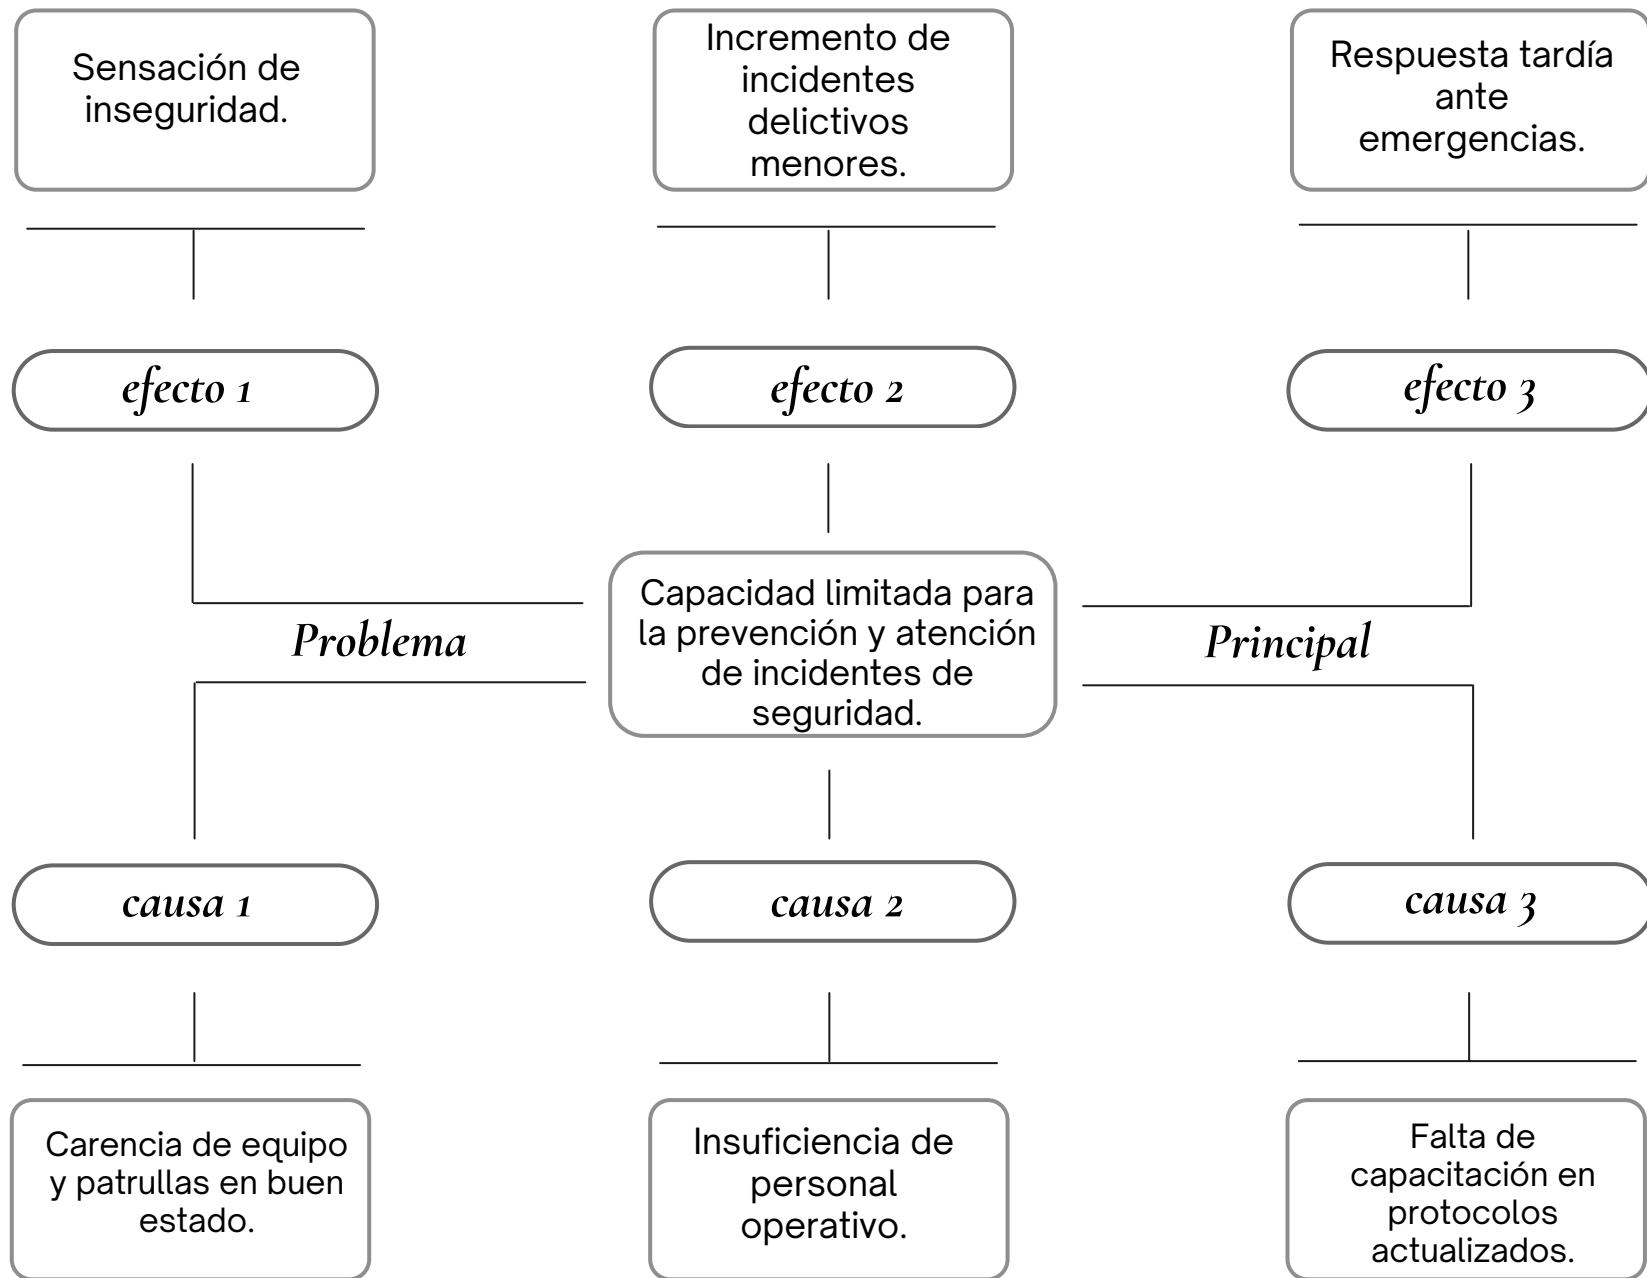 Sensación de
inseguridad.
Incremento de
incidentes
delictivos
menores.
Respuesta tardía
ante
emergencias.
efecto 1
efecto 2
efecto 3
Problema
Capacidad limitada para
la prevención y atención
de incidentes de
seguridad.
Principal
causa 1
causa 2
causa 3
Carencia de equipo
y patrullas en buen
estado.
Insuficiencia de
personal
operativo.
Falta de
capacitación en
protocolos
actualizados.